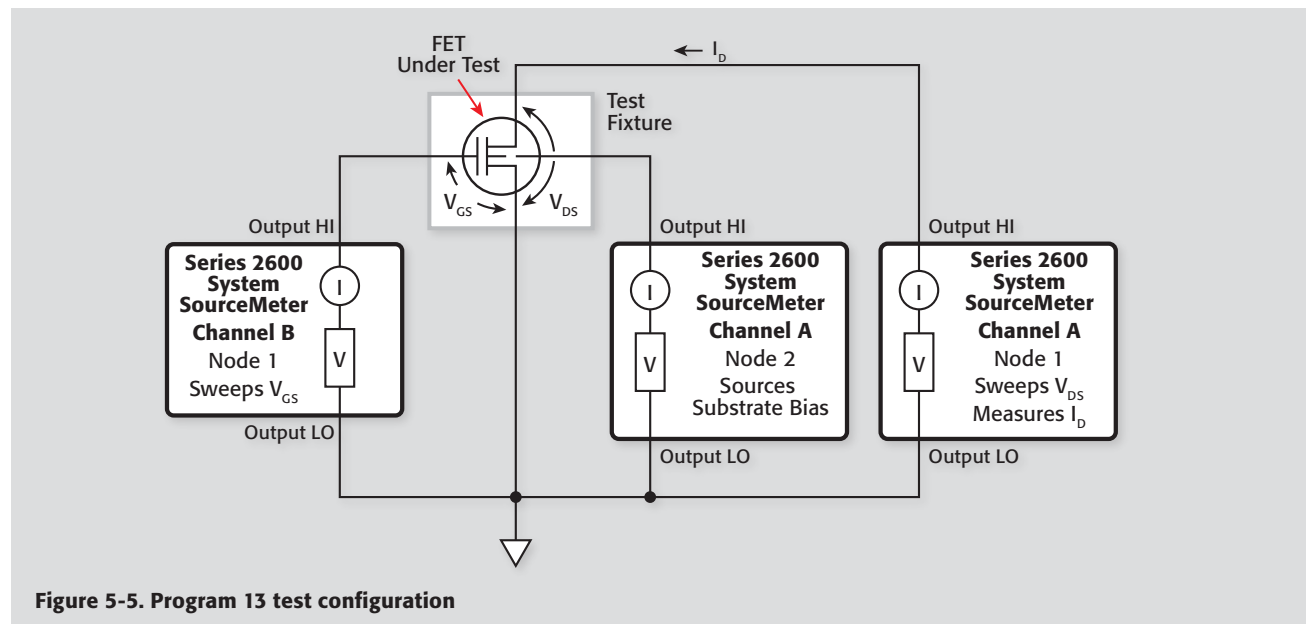 FET
Under Test
I_D
Test
Fixture
V_GS
V_DS
Output HI
Series 2600
System
SourceMeter
Channel B
Node 1
Sweeps V_GS
I
V
Output LO
Output HI
I
V
Series 2600
System
SourceMeter
Channel A
Node 2
Sources
Substrate Bias
Output LO
Output HI
I
V
Series 2600
System
SourceMeter
Channel A
Node 1
Sweeps V_DS
Measures I_D
Output LO
Figure 5-5. Program 13 test configuration